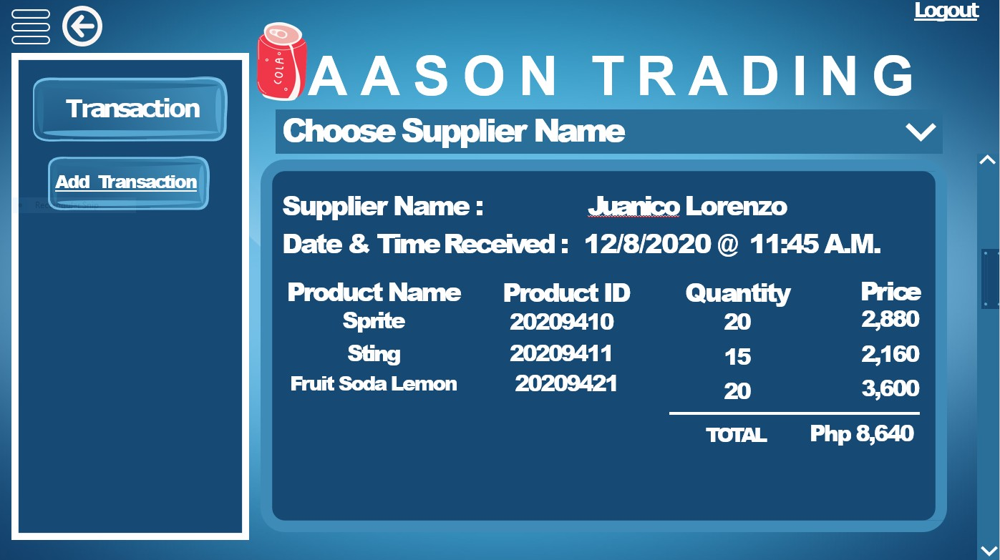 Logout
COLA
AASON TRADING
Transaction
Add Transaction
Choose Supplier Name
Supplier Name : Juanico Lorenzo
Date & Time Received : 12/8/2020 @ 11:45 A.M.
Product Name Product ID Quantity Price
Sprite 20209410 20 2,880
Sting 20209411 15 2,160
Fruit Soda Lemon 20209421 20 3,600
TOTAL Php 8,640